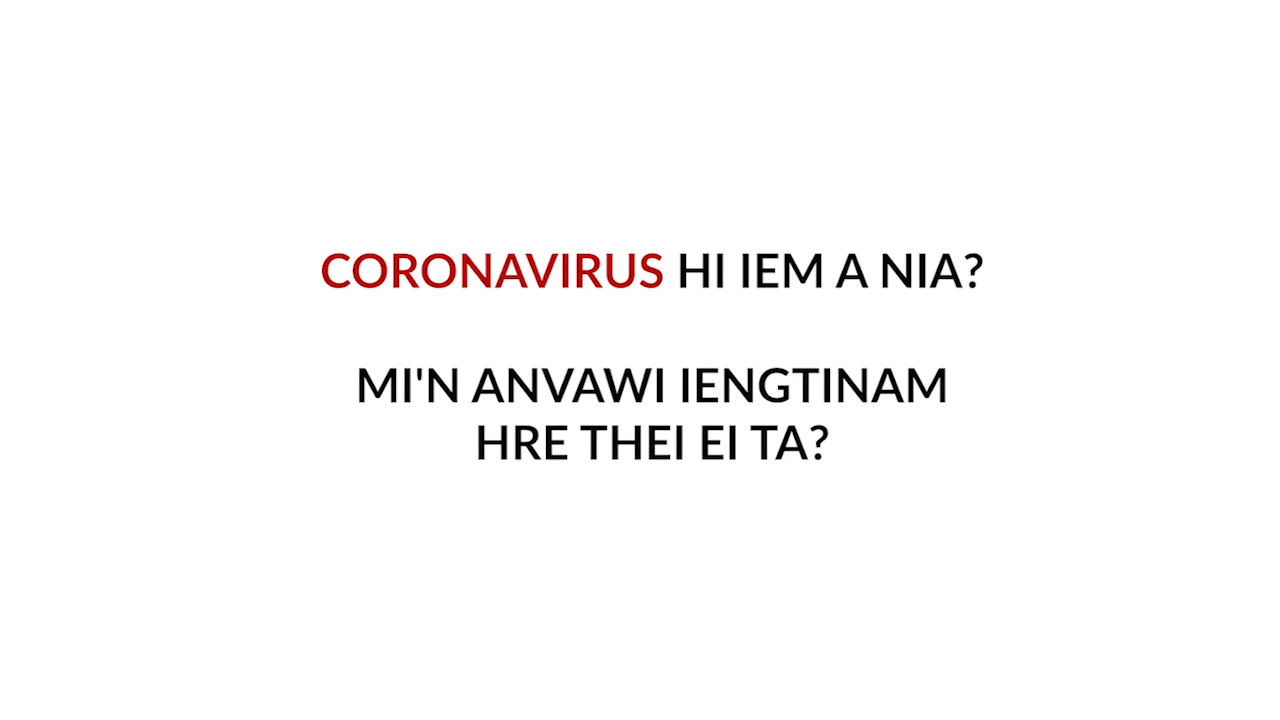 CORONAVIRUS HI IEM A NIA?
MI'N ANVAWI IENGTINAM
HRE THEI EI TA?